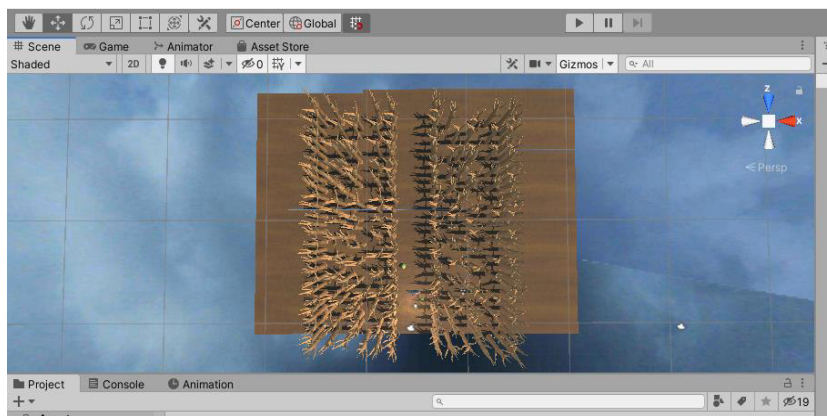 Center Global
Scene Game Animator Asset Store
Shaded 2D 0 Gizmos All
z
x
Persp
Project Console Animation
19